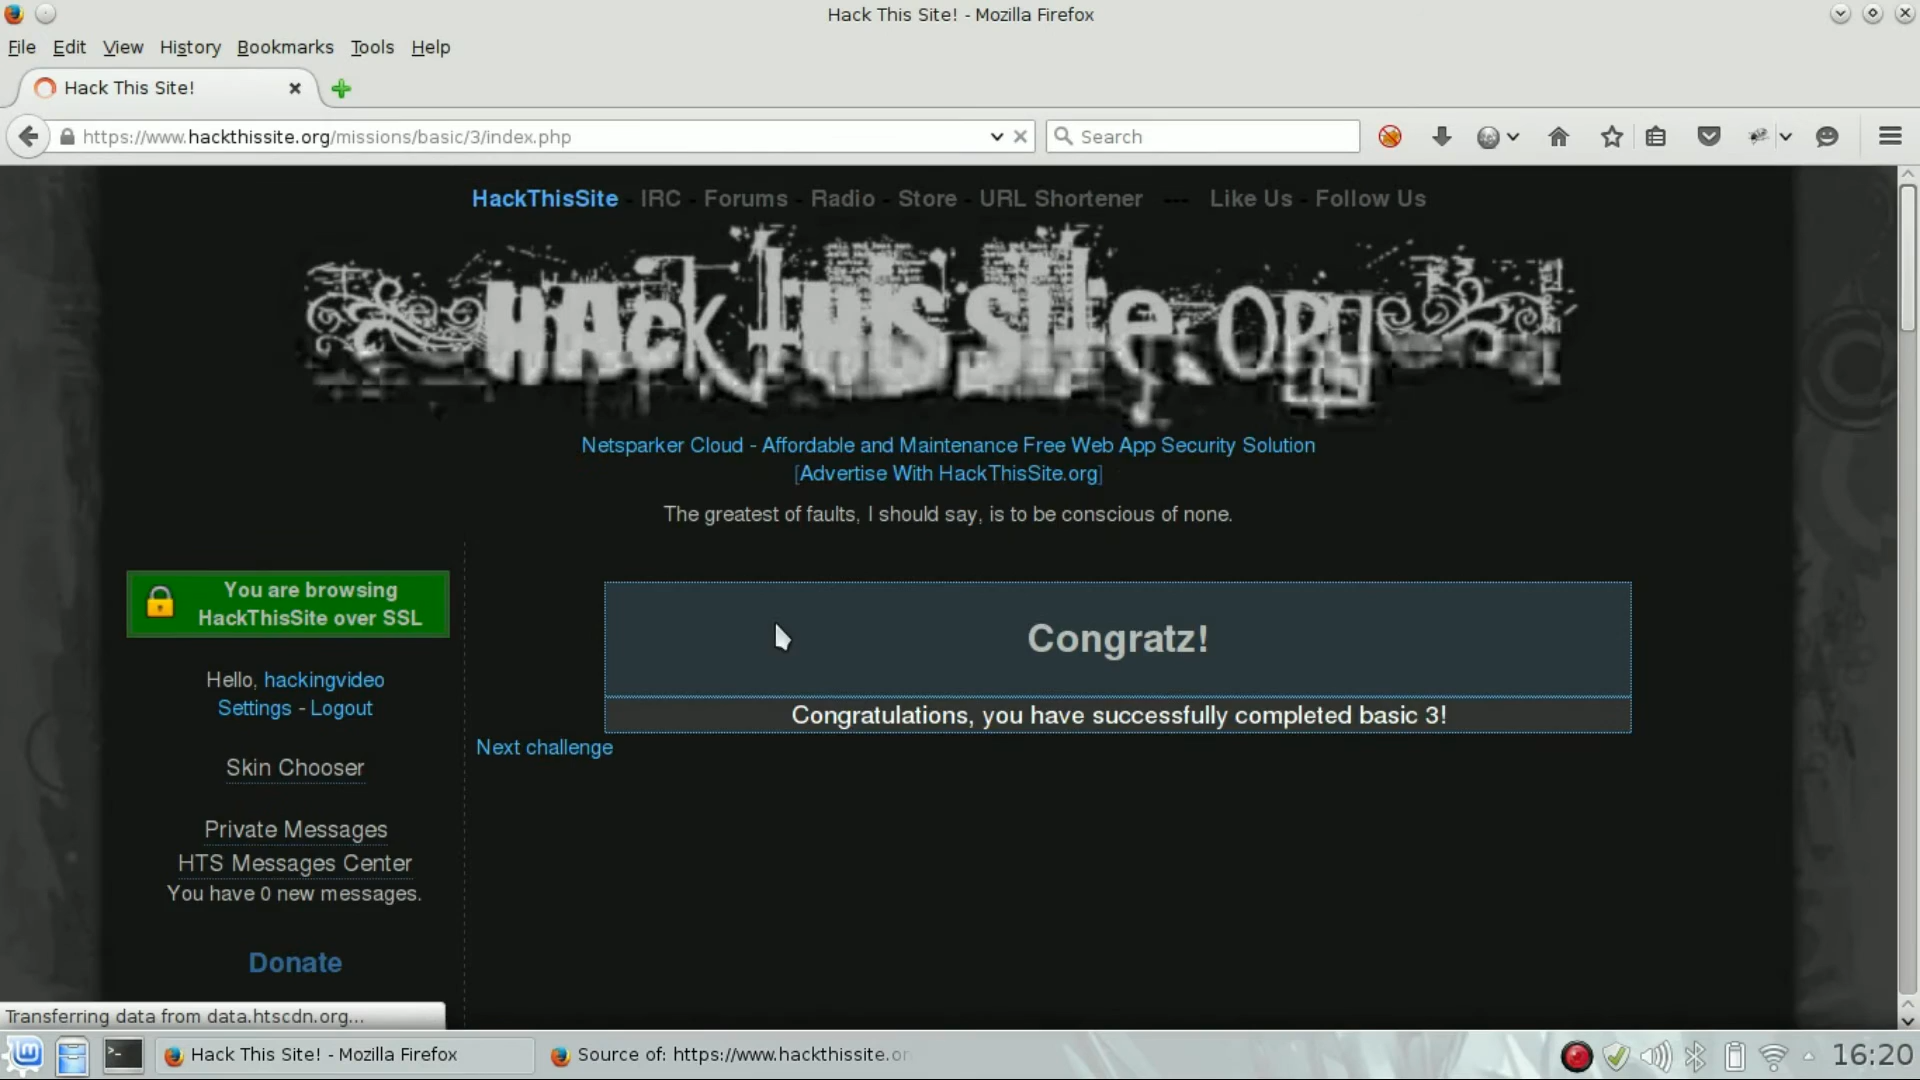 Hack This Site! - Mozilla Firefox
File Edit View History Bookmarks Tools Help
Hack This Site!
https://www.hackthissite.org/missions/basic/3/index.php
Search
HackThisSite - IRC - Forums - Radio - Store - URL Shortener --- Like Us - Follow Us
HACK THIS SITE.ORG
Netsparker Cloud - Affordable and Maintenance Free Web App Security Solution
[Advertise With HackThisSite.org]
The greatest of faults, I should say, is to be conscious of none.
You are browsing
HackThisSite over SSL
Hello, hackingvideo
Settings - Logout
Skin Chooser
Private Messages
HTS Messages Center
You have 0 new messages.
Donate
Congratz!
Congratulations, you have successfully completed basic 3!
Next challenge
Transferring data from data.htscdn.org...
Hack This Site! - Mozilla Firefox
Source of: https://www.hackthissite.or
16:20